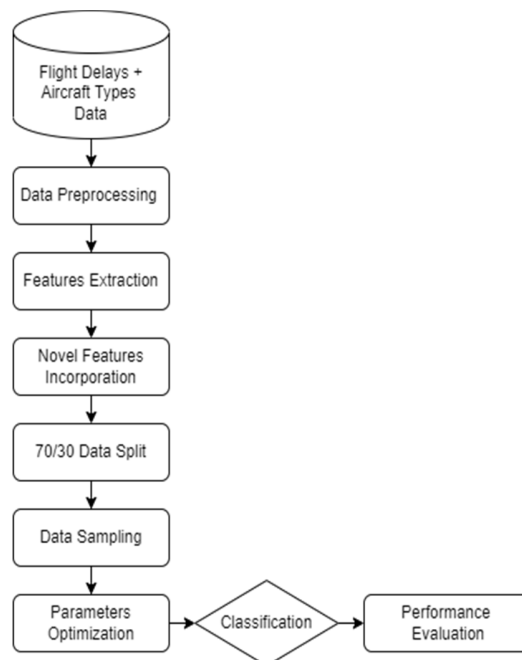 Flight Delays +
Aircraft Types
Data
Data Preprocessing
Features Extraction
Novel Features
Incorporation
70/30 Data Split
Data Sampling
Parameters
Optimization
Classification
Performance
Evaluation